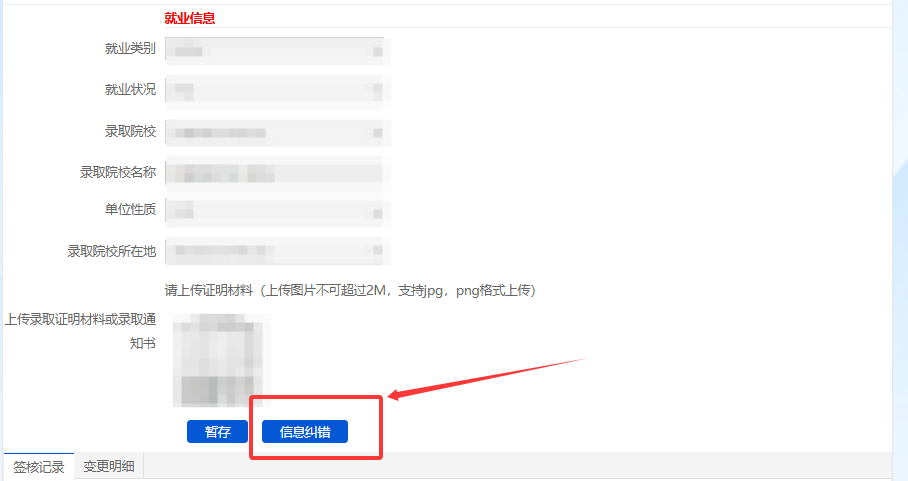 就业信息
就业类别
就业状况
录取院校
录取院校名称
单位性质
录取院校所在地
请上传证明材料（上传图片不可超过2M，支持jpg，png格式上传）
上传录取证明材料或录取通
知书
暂存 信息纠错
签核记录 变更明细